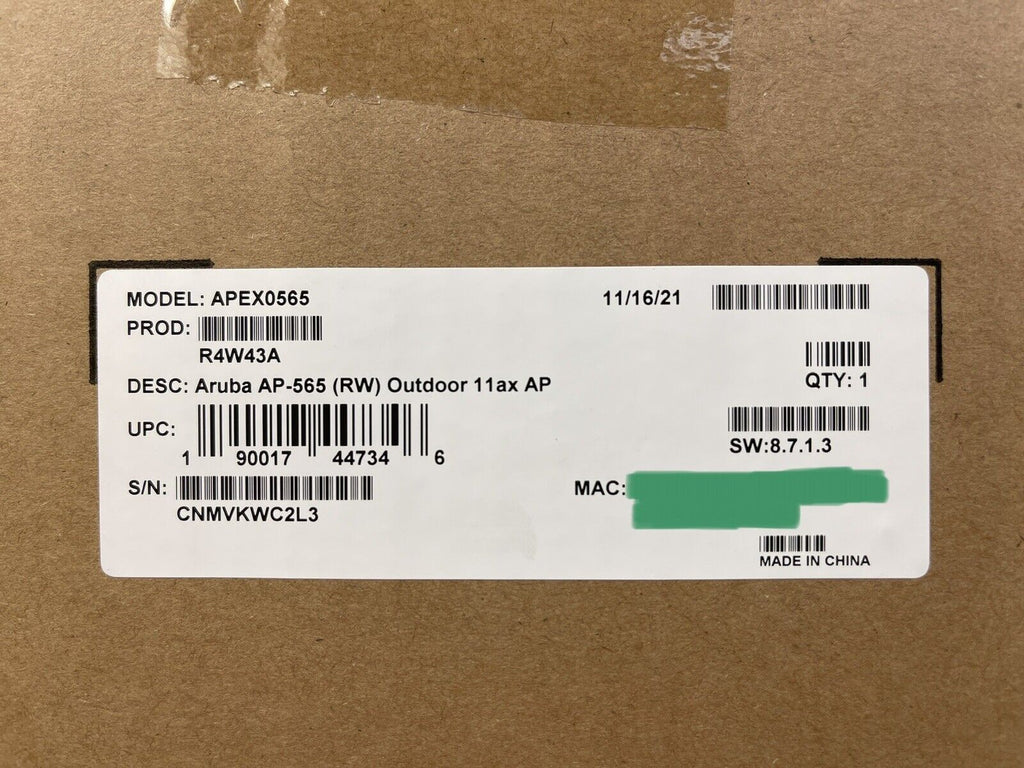 MODEL: APEX0565
11/16/21
PROD:
R4W43A
QTY: 1
DESC: Aruba AP-565 (RW) Outdoor 11ax AP
UPC:
1 90017 44734 6
SW:8.7.1.3
S/N:
CNMVKWC2L3
MAC:
MADE IN CHINA